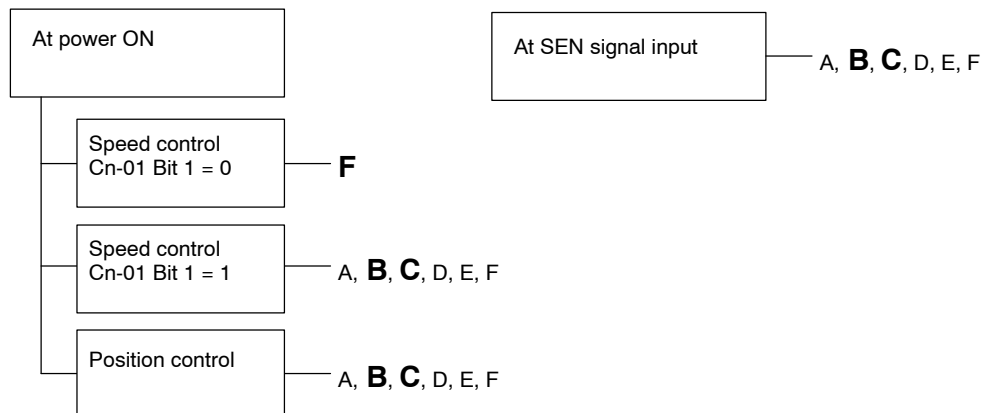 At power ON
Speed control
Cn-01 Bit 1 = 0
F
Speed control
Cn-01 Bit 1 = 1
A, B, C, D, E, F
Position control
A, B, C, D, E, F
At SEN signal input
A, B, C, D, E, F